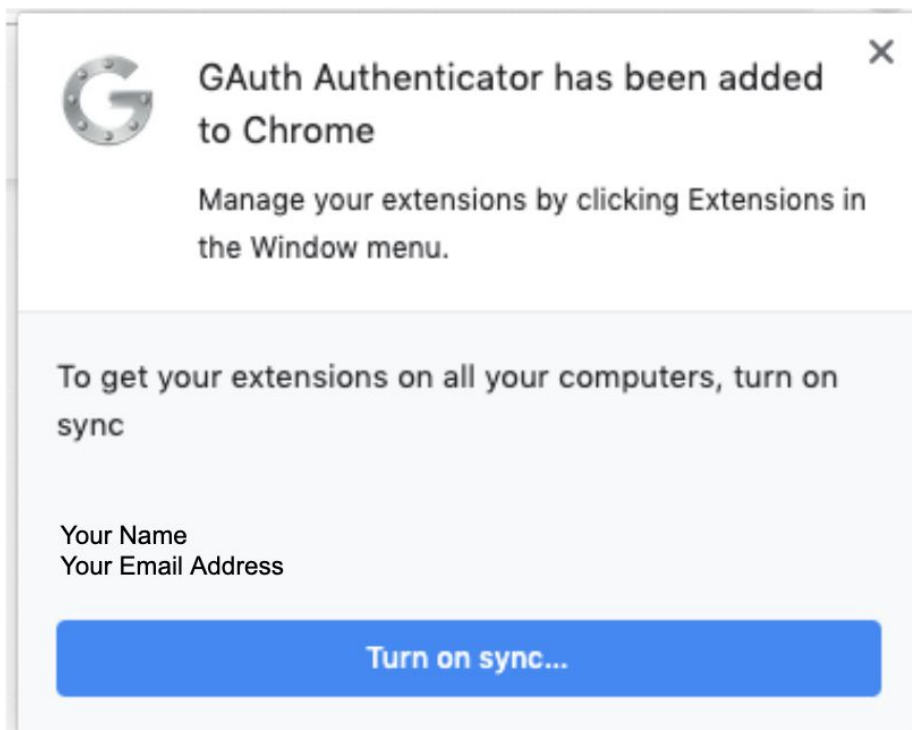 GAuth Authenticator has been added
to Chrome
Manage your extensions by clicking Extensions in
the Window menu.
To get your extensions on all your computers, turn on
sync
Your Name
Your Email Address
Turn on sync...